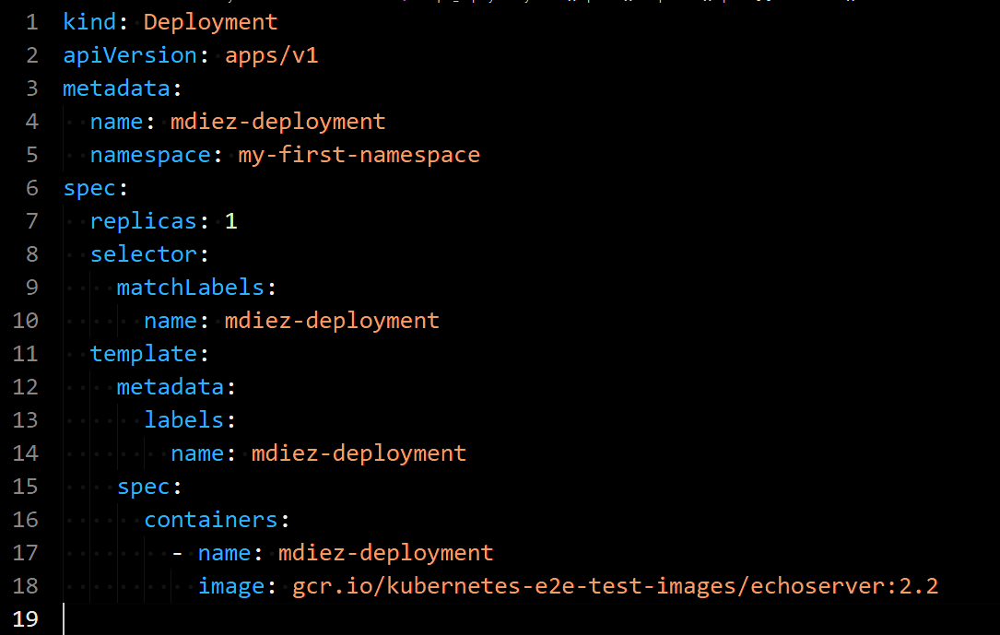 1 kind: Deployment
2 apiVersion: apps/v1
3 metadata:
4   name: mdiez-deployment
5   namespace: my-first-namespace
6 spec:
7   replicas: 1
8   selector:
9     matchLabels:
10       name: mdiez-deployment
11   template:
12     metadata:
13       labels:
14         name: mdiez-deployment
15     spec:
16       containers:
17         - name: mdiez-deployment
18           image: gcr.io/kubernetes-e2e-test-images/echoserver:2.2
19